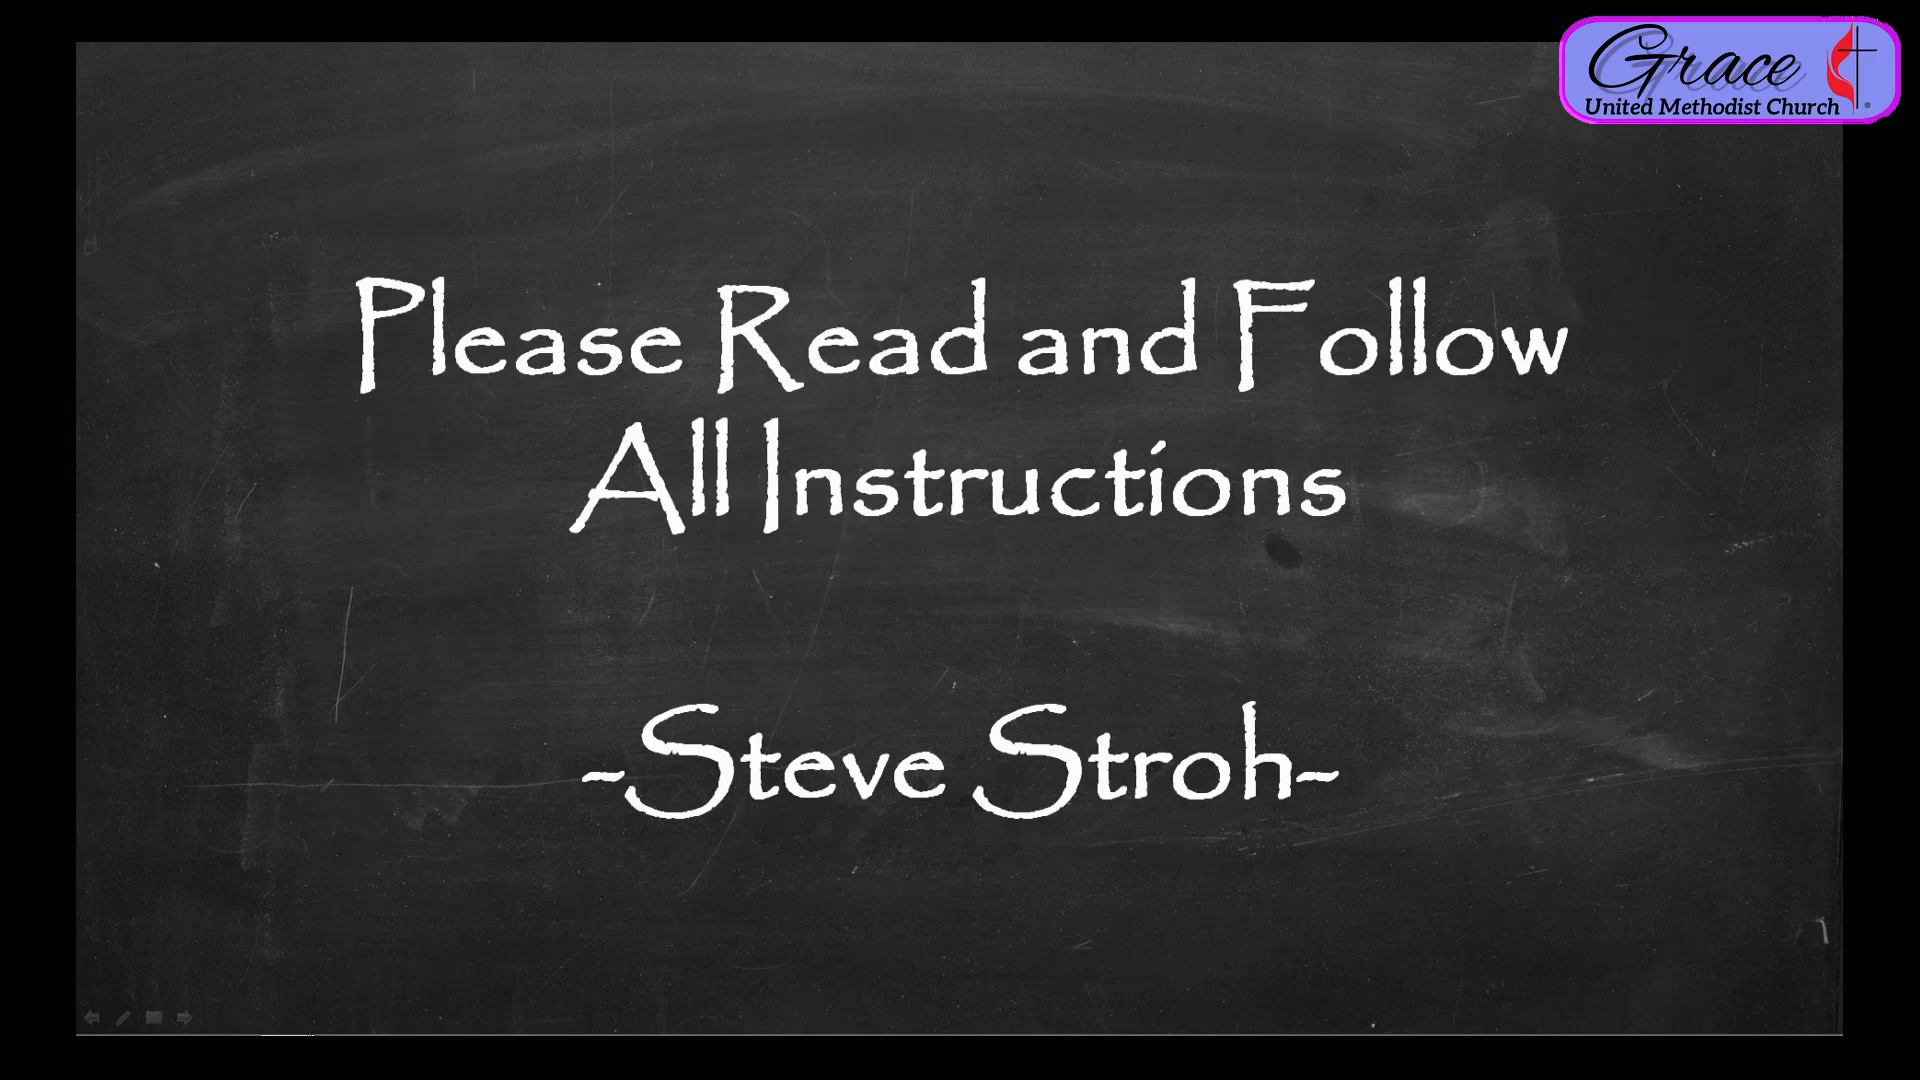 Grace
United Methodist Church
®
Please Read and Follow
All Instructions
-Steve Stroh-